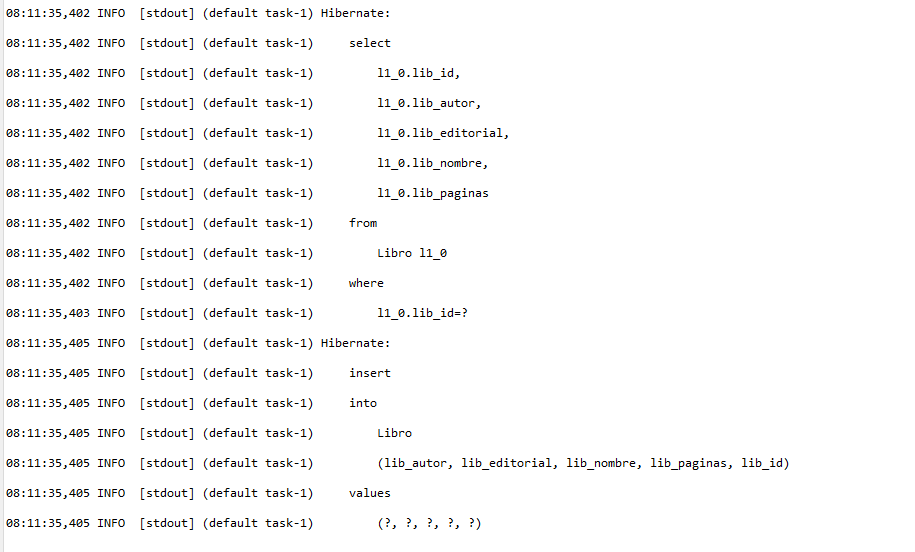 08:11:35,402 INFO  [stdout] (default task-1) Hibernate:
08:11:35,402 INFO  [stdout] (default task-1)     select
08:11:35,402 INFO  [stdout] (default task-1)         l1_0.lib_id,
08:11:35,402 INFO  [stdout] (default task-1)         l1_0.lib_autor,
08:11:35,402 INFO  [stdout] (default task-1)         l1_0.lib_editorial,
08:11:35,402 INFO  [stdout] (default task-1)         l1_0.lib_nombre,
08:11:35,402 INFO  [stdout] (default task-1)         l1_0.lib_paginas
08:11:35,402 INFO  [stdout] (default task-1)     from
08:11:35,402 INFO  [stdout] (default task-1)         Libro l1_0
08:11:35,402 INFO  [stdout] (default task-1)     where
08:11:35,403 INFO  [stdout] (default task-1)         l1_0.lib_id=?
08:11:35,405 INFO  [stdout] (default task-1) Hibernate:
08:11:35,405 INFO  [stdout] (default task-1)     insert
08:11:35,405 INFO  [stdout] (default task-1)     into
08:11:35,405 INFO  [stdout] (default task-1)         Libro
08:11:35,405 INFO  [stdout] (default task-1)         (lib_autor, lib_editorial, lib_nombre, lib_paginas, lib_id)
08:11:35,405 INFO  [stdout] (default task-1)     values
08:11:35,405 INFO  [stdout] (default task-1)         (?, ?, ?, ?, ?)